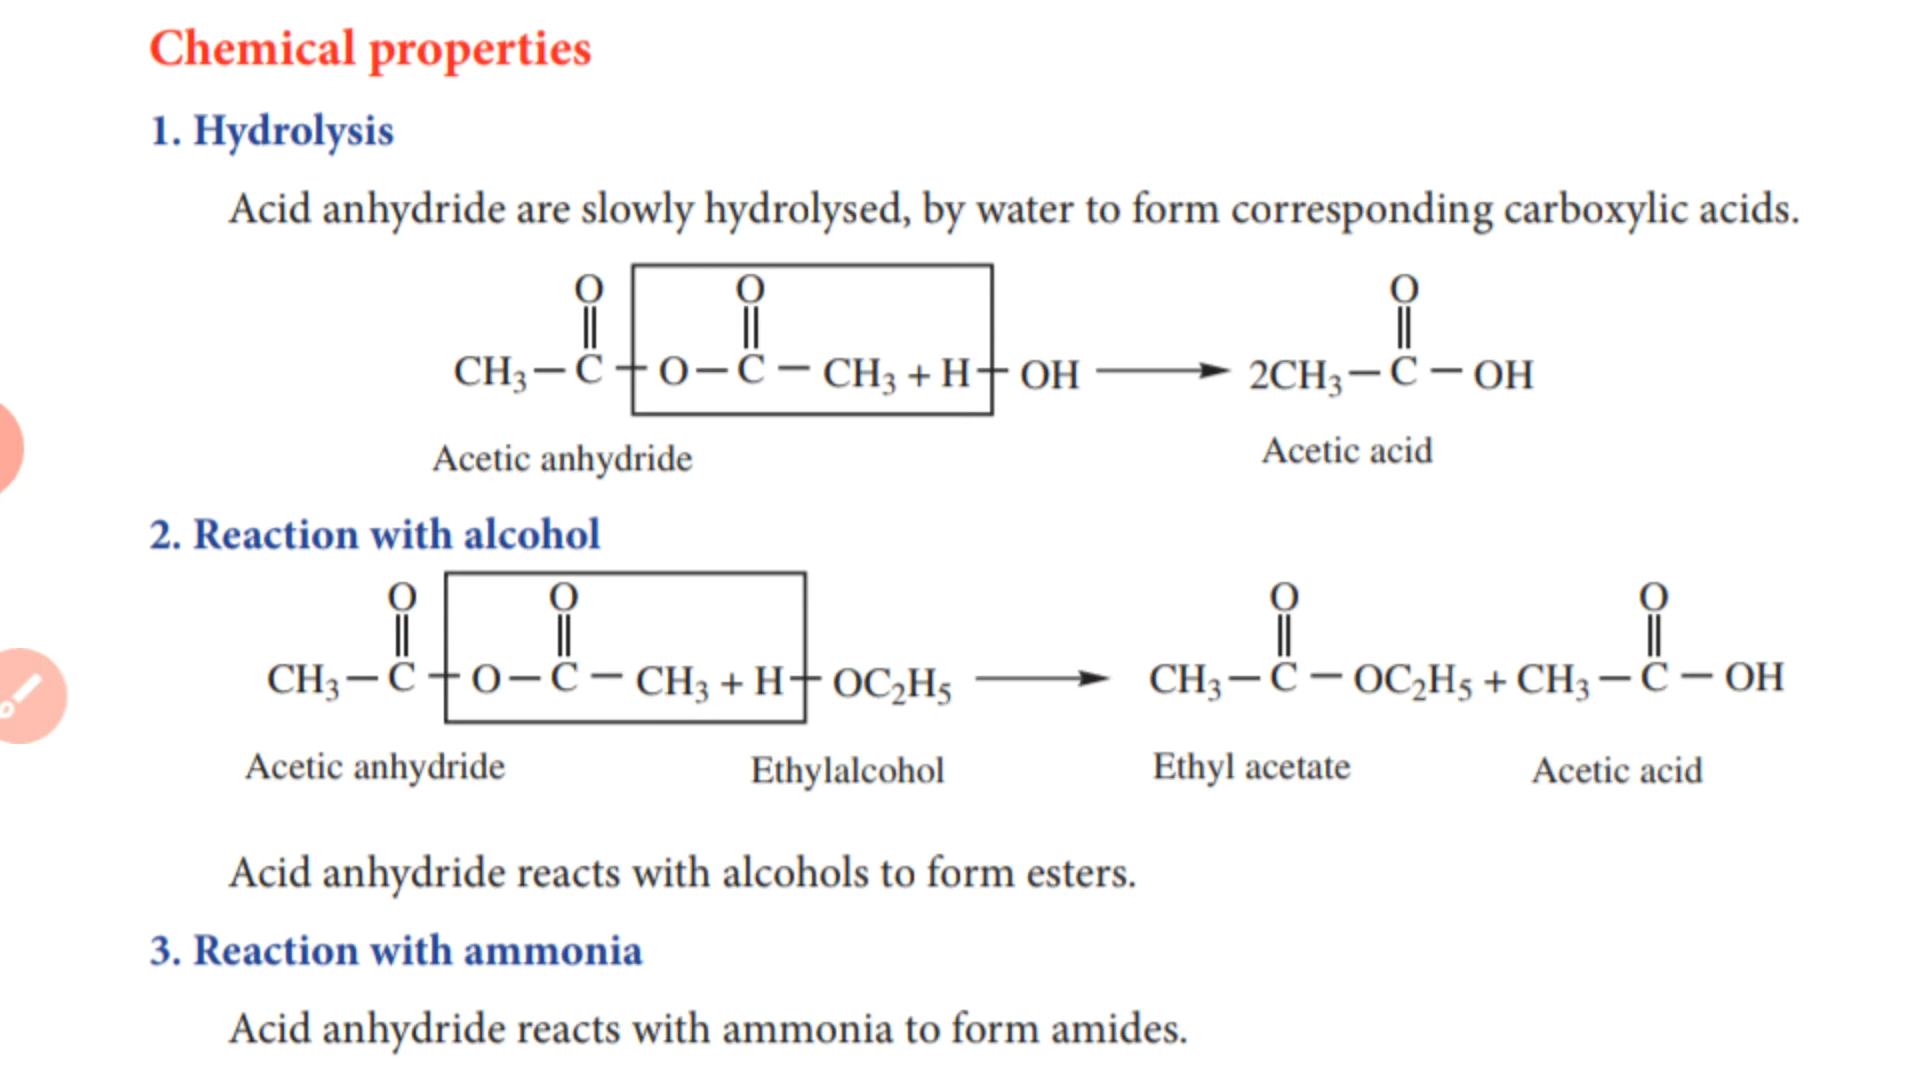 Chemical properties
1. Hydrolysis
Acid anhydride are slowly hydrolysed, by water to form corresponding carboxylic acids.
O O O
CH₃ — C — O — C — CH₃ + H — OH ⟶ 2CH₃ — C — OH
Acetic anhydride Acetic acid
2. Reaction with alcohol
O O O O
CH₃ — C — O — C — CH₃ + H — OC₂H₅ ⟶ CH₃ — C — OC₂H₅ + CH₃ — C — OH
Acetic anhydride Ethylalcohol Ethyl acetate Acetic acid
Acid anhydride reacts with alcohols to form esters.
3. Reaction with ammonia
Acid anhydride reacts with ammonia to form amides.